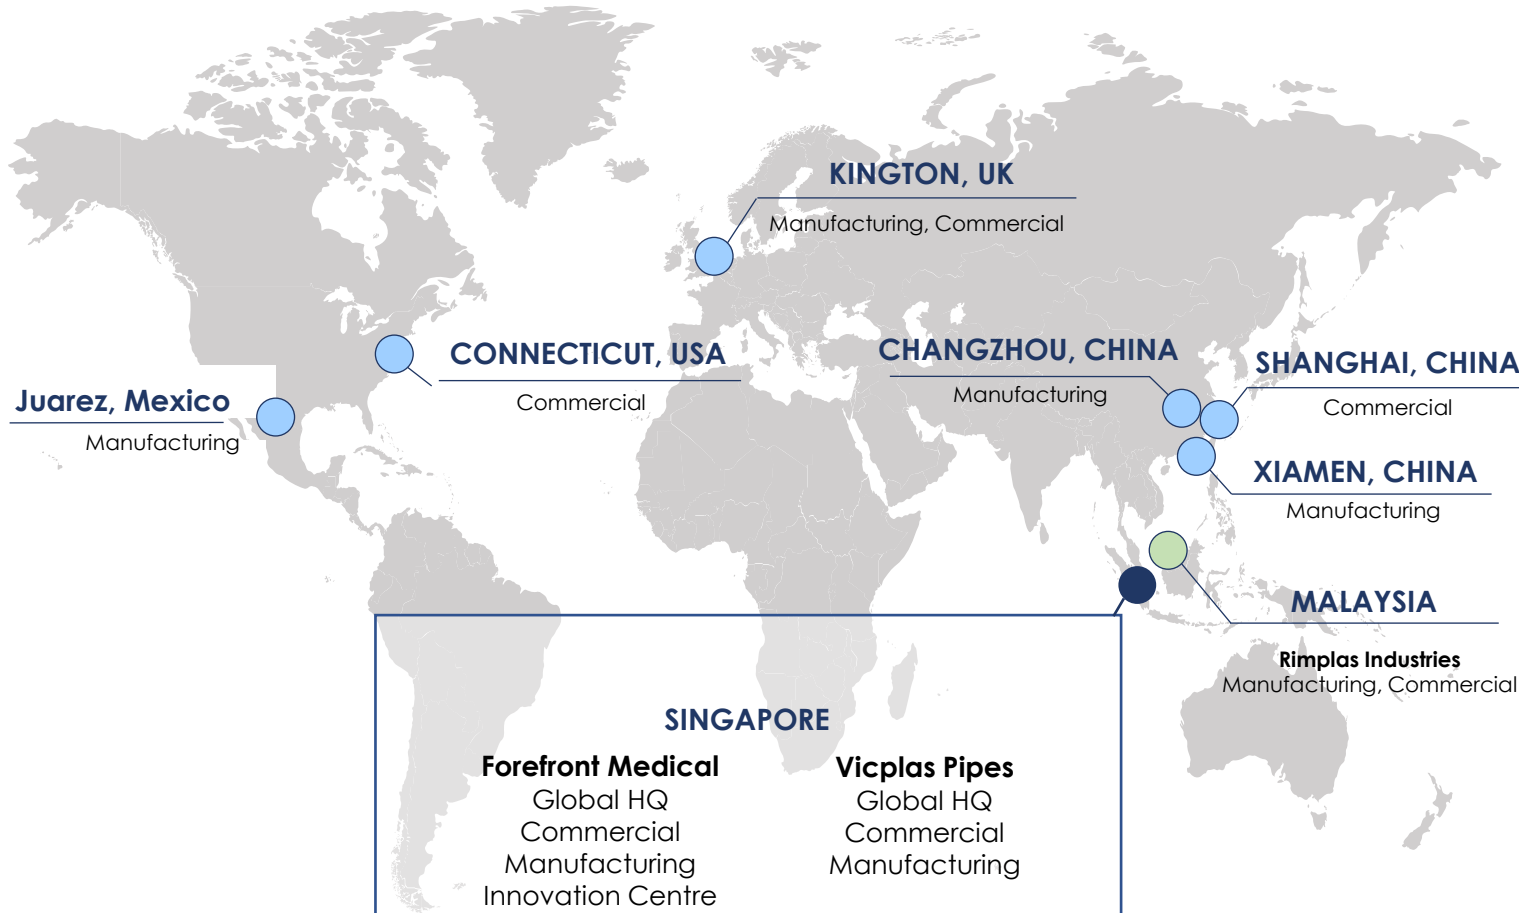 KINGTON, UK
Manufacturing, Commercial
CONNECTICUT, USA
Commercial
Juarez, Mexico
Manufacturing
CHANGZHOU, CHINA
Manufacturing
SHANGHAI, CHINA
Commercial
XIAMEN, CHINA
Manufacturing
MALAYSIA
Rimplas Industries
Manufacturing, Commercial
SINGAPORE
Forefront Medical
Global HQ
Commercial
Manufacturing
Innovation Centre
Vicplas Pipes
Global HQ
Commercial
Manufacturing